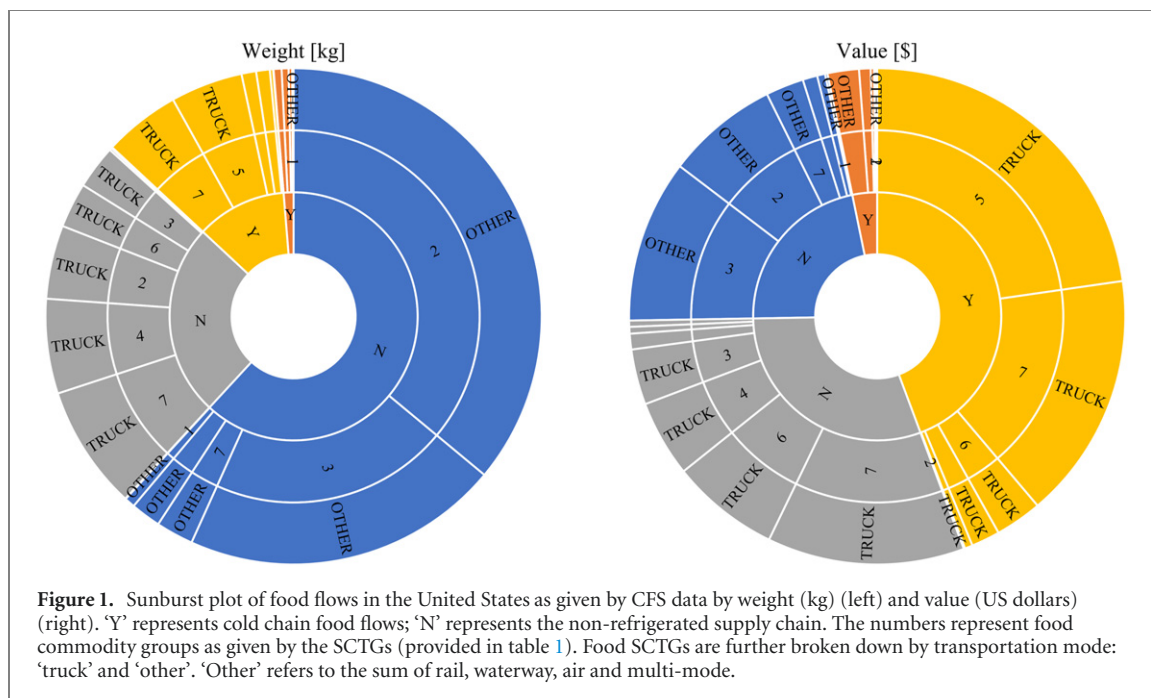 Weight [kg]
OTHER
1
Y
2
OTHER
N
3
OTHER
7
OTHER
OTHER
1
OTHER
N
7
TRUCK
4
TRUCK
2
TRUCK
6
TRUCK
3
TRUCK
Y
7
TRUCK
5
TRUCK
Value [$]
OTHER
Y
5
TRUCK
7
TRUCK
6
TRUCK
TRUCK
2
TRUCK
N
7
TRUCK
6
TRUCK
4
TRUCK
3
TRUCK
N
3
OTHER
2
OTHER
7
OTHER
OTHER
Y
1
OTHER
Figure 1. Sunburst plot of food flows in the United States as given by CFS data by weight (kg) (left) and value (US dollars)
(right). ‘Y’ represents cold chain food flows; ‘N’ represents the non-refrigerated supply chain. The numbers represent food
commodity groups as given by the SCTGs (provided in table 1). Food SCTGs are further broken down by transportation mode:
‘truck’ and ‘other’. ‘Other’ refers to the sum of rail, waterway, air and multi-mode.